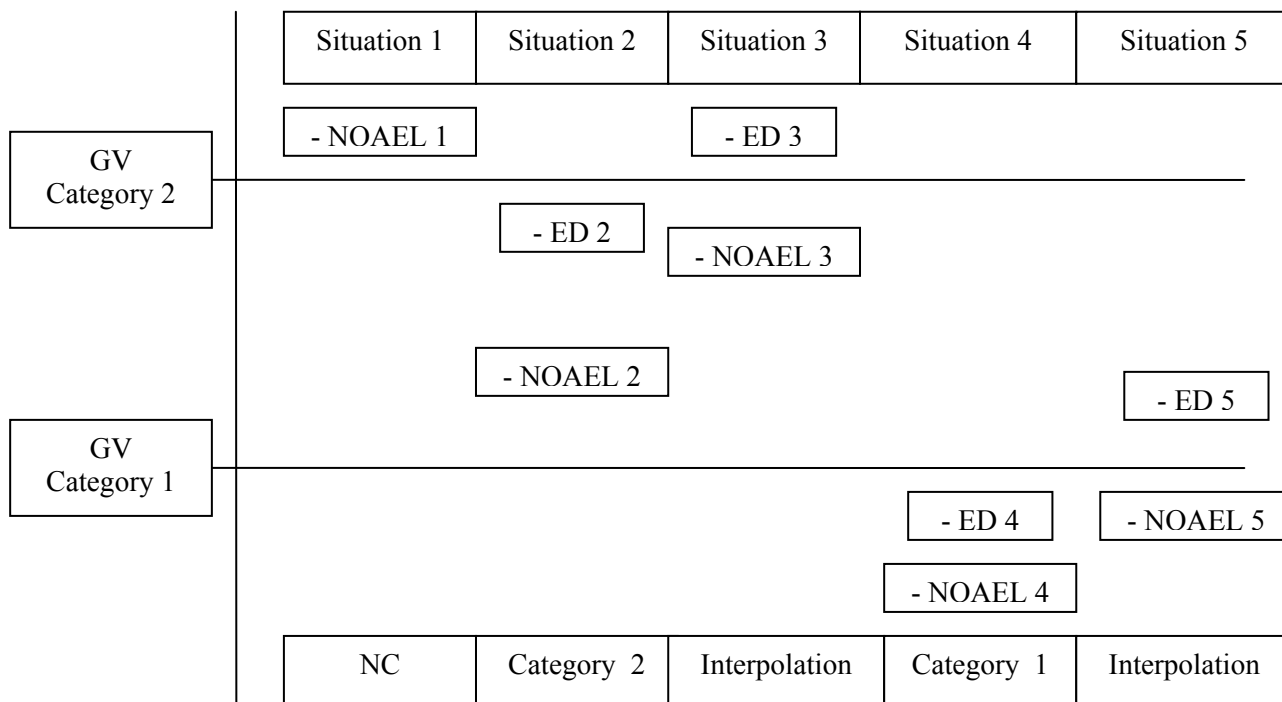 Situation 1 Situation 2 Situation 3 Situation 4 Situation 5
- NOAEL 1 - ED 3
GV
Category 2
- ED 2
- NOAEL 3
- NOAEL 2
- ED 5
GV
Category 1
- ED 4 - NOAEL 5
- NOAEL 4
NC Category 2 Interpolation Category 1 Interpolation